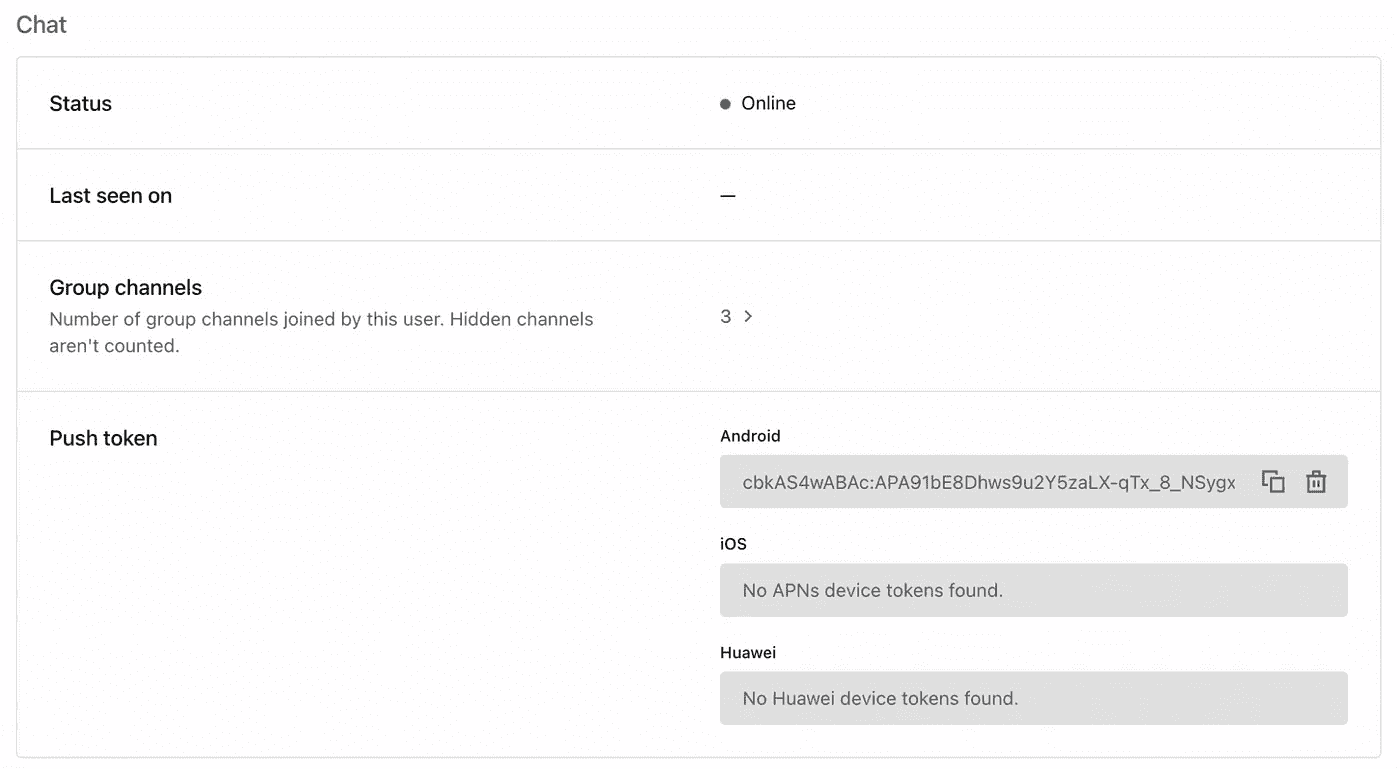 Chat
Status
Online
Last seen on
—
Group channels
Number of group channels joined by this user. Hidden channels
aren't counted.
3
Push token
Android
cbkAS4wABAc:APA91bE8Dhws9u2Y5zaLX-qTx_8_NSygx
iOS
No APNs device tokens found.
Huawei
No Huawei device tokens found.